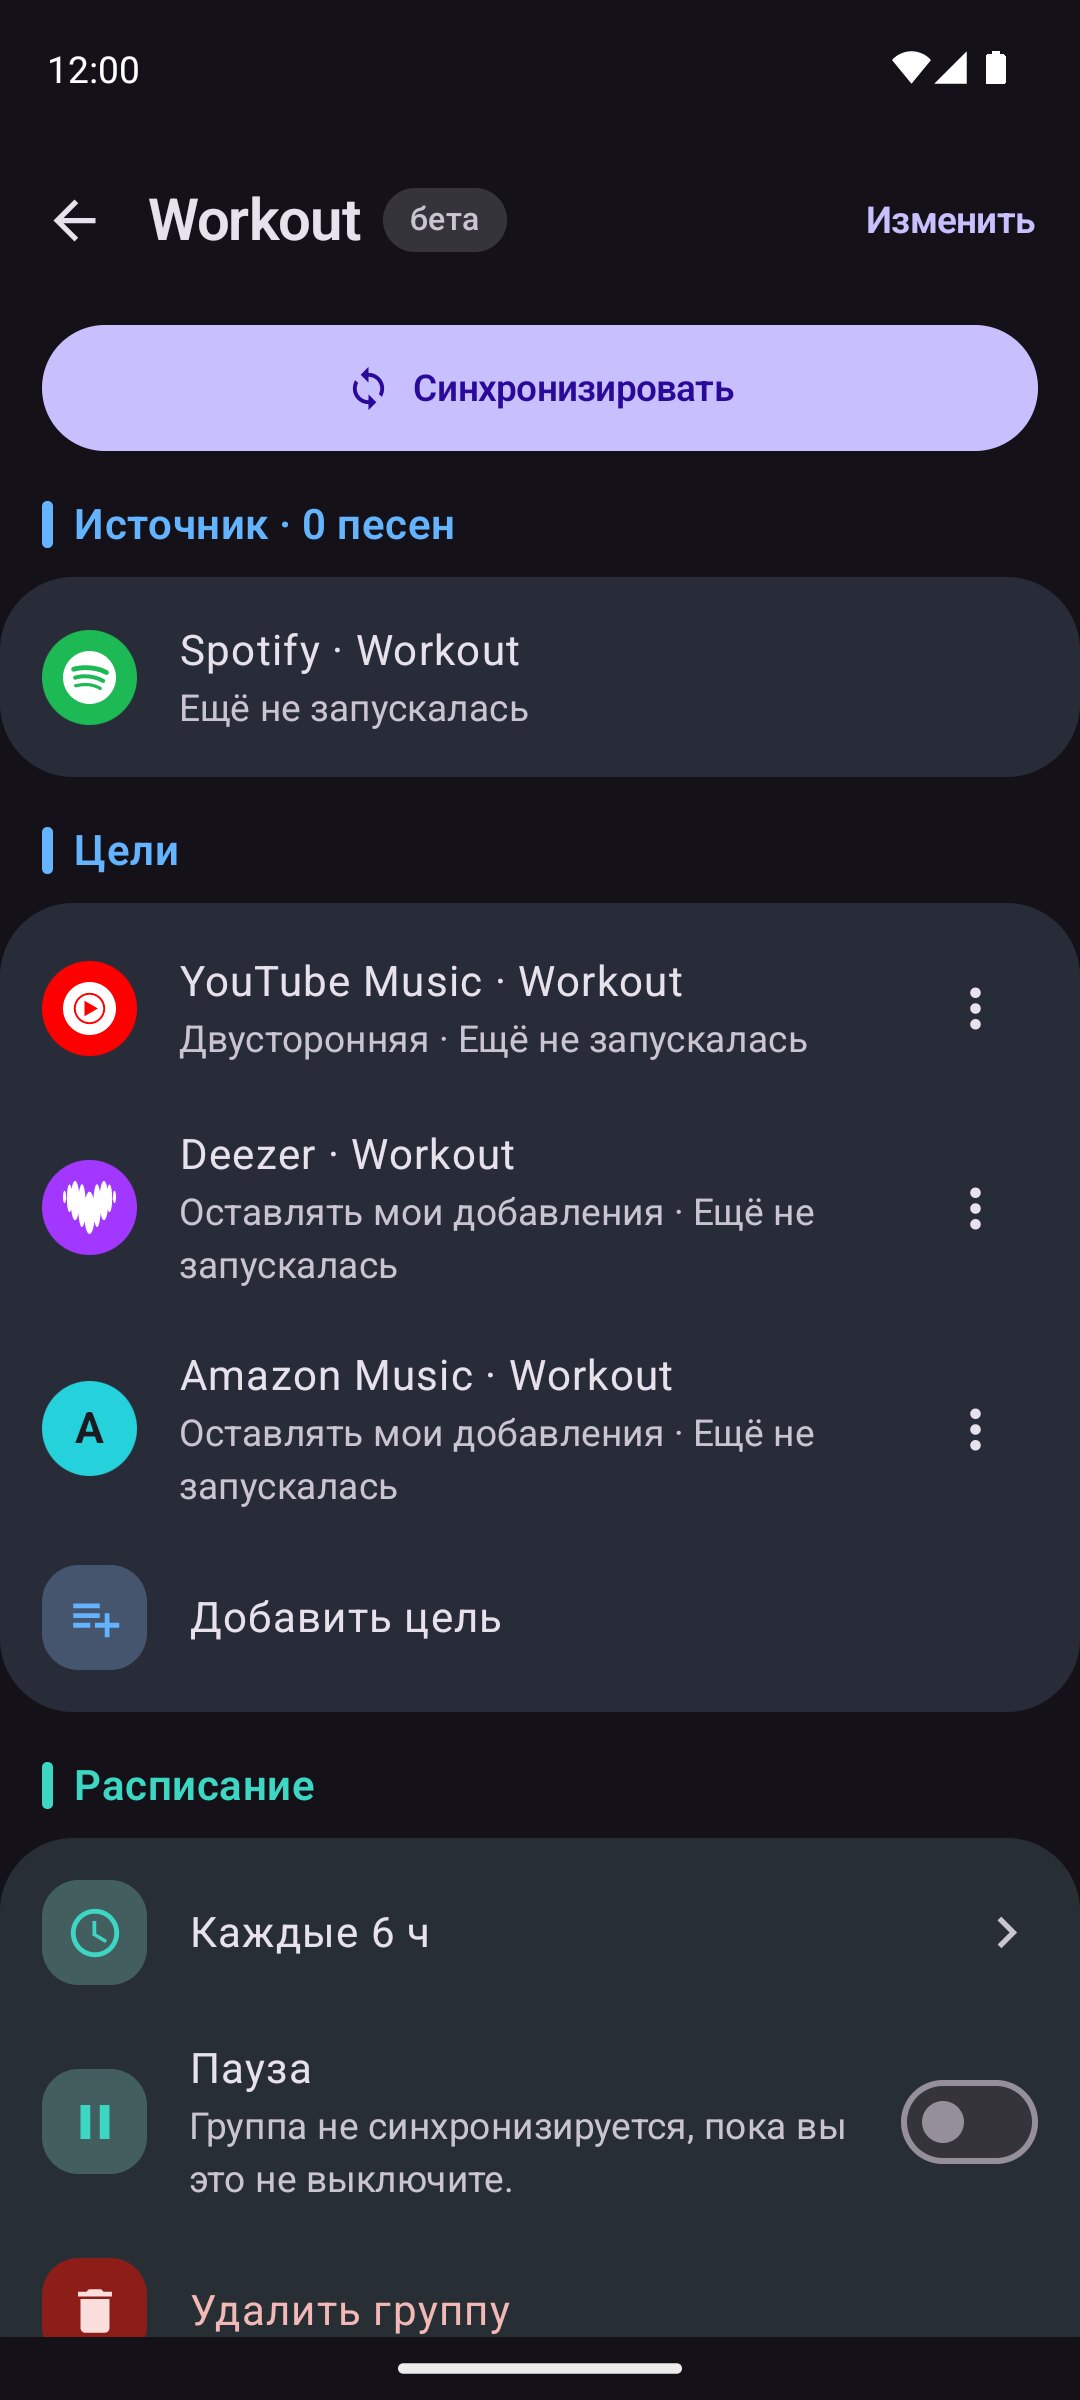 12:00
Workout бета Изменить
Синхронизировать
Источник · 0 песен
Spotify · Workout
Ещё не запускалась
Цели
YouTube Music · Workout
Двусторонняя · Ещё не запускалась
Deezer · Workout
Оставлять мои добавления · Ещё не
запускалась
A
Amazon Music · Workout
Оставлять мои добавления · Ещё не
запускалась
Добавить цель
Расписание
Каждые 6 ч
Пауза
Группа не синхронизируется, пока вы
это не выключите.
Удалить группу